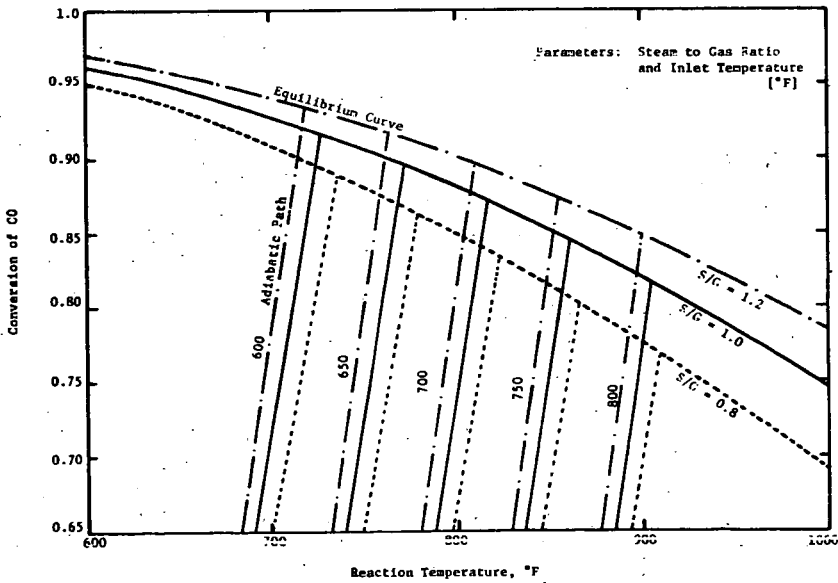 1.0
0.95
0.90
0.85
0.80
0.75
0.70
0.65
Conversion of CO
Parameters: Steam to Gas Ratio
and Inlet Temperature
[°F]
Equilibrium Curve
Adiabatic Path
600
650
700
750
800
S/G = 1.2
S/G = 1.0
S/G = 0.8
600
700
800
900
1000
Reaction Temperature, °F